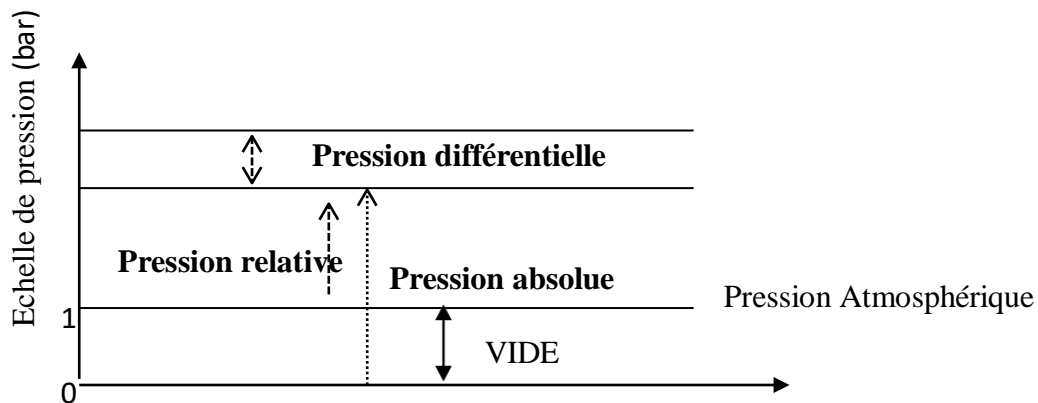 Echelle de pression (bar)
Pression différentielle
Pression relative
Pression absolue
Pression Atmosphérique
1
VIDE
0